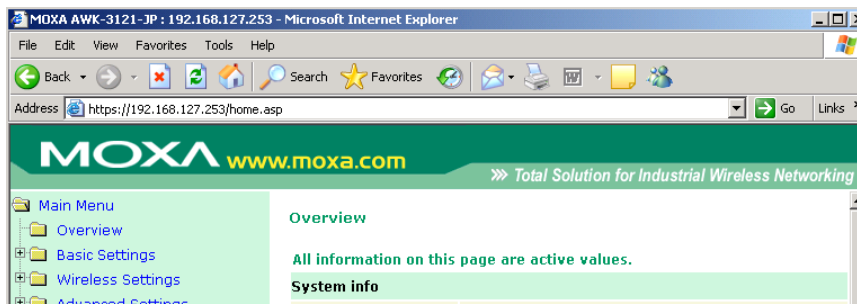 MOXA AWK-3121-JP : 192.168.127.253 - Microsoft Internet Explorer
File Edit View Favorites Tools Help
Back Search Favorites
Address https://192.168.127.253/home.asp Go Links
MOXA www.moxa.com
Total Solution for Industrial Wireless Networking
Main Menu
Overview
Basic Settings
Wireless Settings
Advanced Settings
Overview
All information on this page are active values.
System info